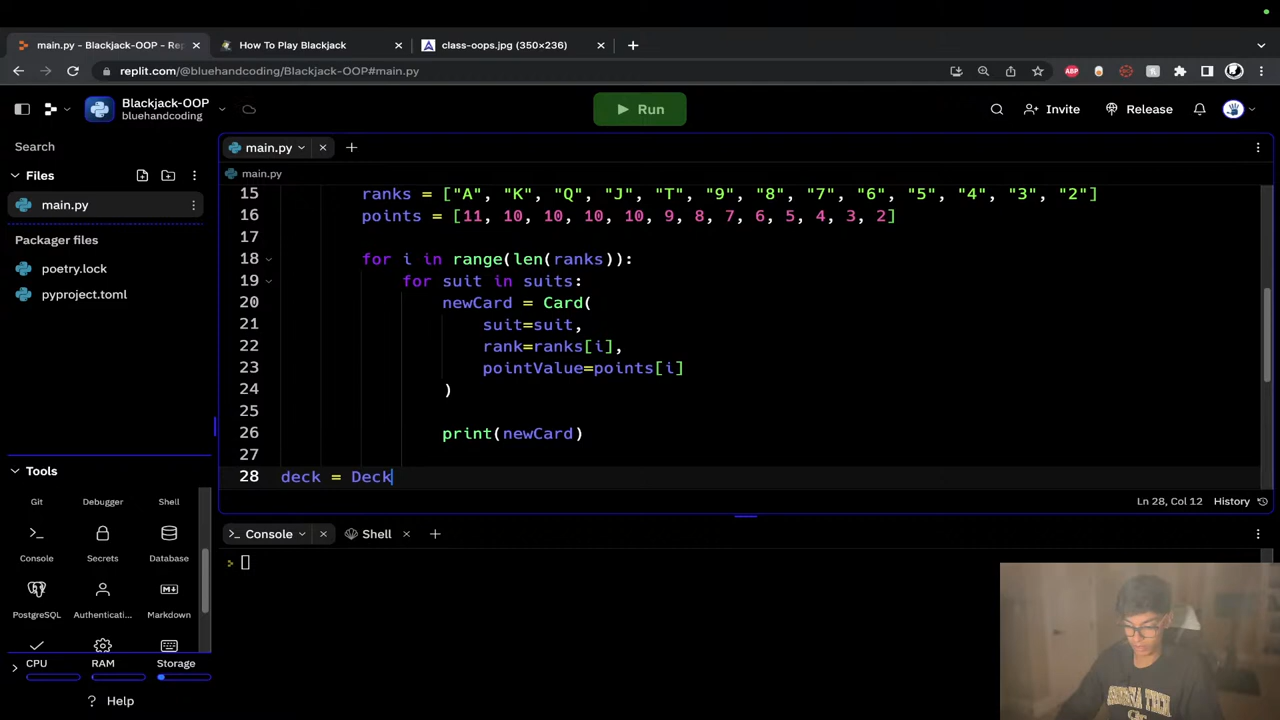 main.py - Blackjack-OOP - Rep
How To Play Blackjack
class-oops.jpg (350×236)
replit.com/@bluehandcoding/Blackjack-OOP#main.py
ABP
Blackjack-OOP
bluehandcoding
Run
Invite
Release
Search
main.py
Files
main.py
main.py
Packager files
poetry.lock
pyproject.toml
15 ranks = ["A", "K", "Q", "J", "T", "9", "8", "7", "6", "5", "4", "3", "2"]
16 points = [11, 10, 10, 10, 10, 9, 8, 7, 6, 5, 4, 3, 2]
17
18 for i in range(len(ranks)):
19 for suit in suits:
20 newCard = Card(
21 suit=suit,
22 rank=ranks[i],
23 pointValue=points[i]
24 )
25
26 print(newCard)
27
28 deck = Deck
Ln 28, Col 12 History
Tools
Git Debugger Shell
Console Secrets Database
PostgreSQL Authenticati... Markdown
CPU RAM Storage
Help
Console
Shell